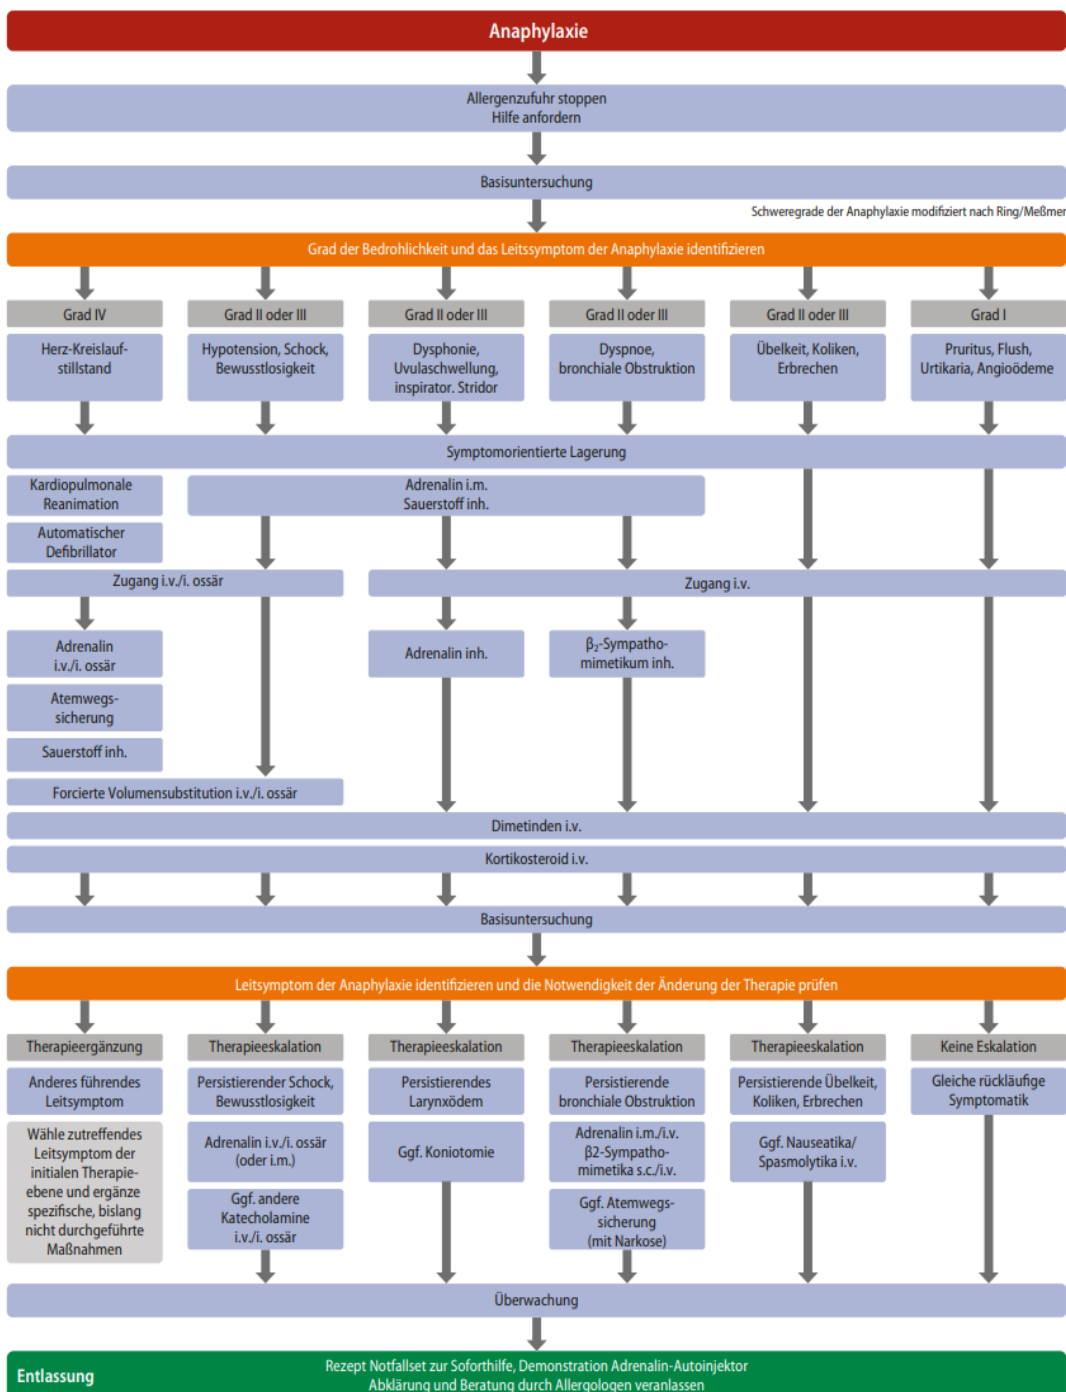 Anaphylaxie
Allergenzufuhr stoppen
Hilfe anfordern
Basisuntersuchung
Schweregrade der Anaphylaxie modifiziert nach Ring/Meßmer
Grad der Bedrohlichkeit und das Leitssymptom der Anaphylaxie identifizieren
Grad IV
Herz-Kreislauf-
stillstand
Grad II oder III
Hypotension, Schock,
Bewusstlosigkeit
Grad II oder III
Dysphonie,
Uvulaschwellung,
inspirator. Stridor
Grad II oder III
Dyspnoe,
bronchiale Obstruktion
Grad II oder III
Übelkeit, Koliken,
Erbrechen
Grad I
Pruritus, Flush,
Urtikaria, Angioödeme
Symptomorientierte Lagerung
Kardiopulmonale
Reanimation
Adrenalin i.m.
Sauerstoff inh.
Automatischer
Defibrillator
Zugang i.v./i. ossär
Zugang i.v.
Adrenalin
i.v./i. ossär
Adrenalin inh.
β₂-Sympatho-
mimetikum inh.
Atemwegs-
sicherung
Sauerstoff inh.
Forcierte Volumensubstitution i.v./i. ossär
Dimetinden i.v.
Kortikosteroid i.v.
Basisuntersuchung
Leitsymptom der Anaphylaxie identifizieren und die Notwendigkeit der Änderung der Therapie prüfen
Therapieergänzung
Anderes führendes
Leitsymptom
Wähle zutreffendes
Leitsymptom der
initialen Therapie-
ebene und ergänze
spezifische, bislang
nicht durchgeführte
Maßnahmen
Therapieeskalation
Persistierender Schock,
Bewusstlosigkeit
Adrenalin i.v./i. ossär
(oder i.m.)
Ggf. andere
Katecholamine
i.v./i. ossär
Therapieeskalation
Persistierendes
Larynxödem
Ggf. Koniotomie
Therapieeskalation
Persistierende
bronchiale Obstruktion
Adrenalin i.m./i.v.
β2-Sympatho-
mimetika s.c./i.v.
Ggf. Atemwegs-
sicherung
(mit Narkose)
Therapieeskalation
Persistierende Übelkeit,
Koliken, Erbrechen
Ggf. Nauseatika/
Spasmolytika i.v.
Keine Eskalation
Gleiche rückläufige
Symptomatik
Überwachung
Entlassung
Rezept Notfallset zur Soforthilfe, Demonstration Adrenalin-Autoinjektor
Abklärung und Beratung durch Allergologen veranlassen